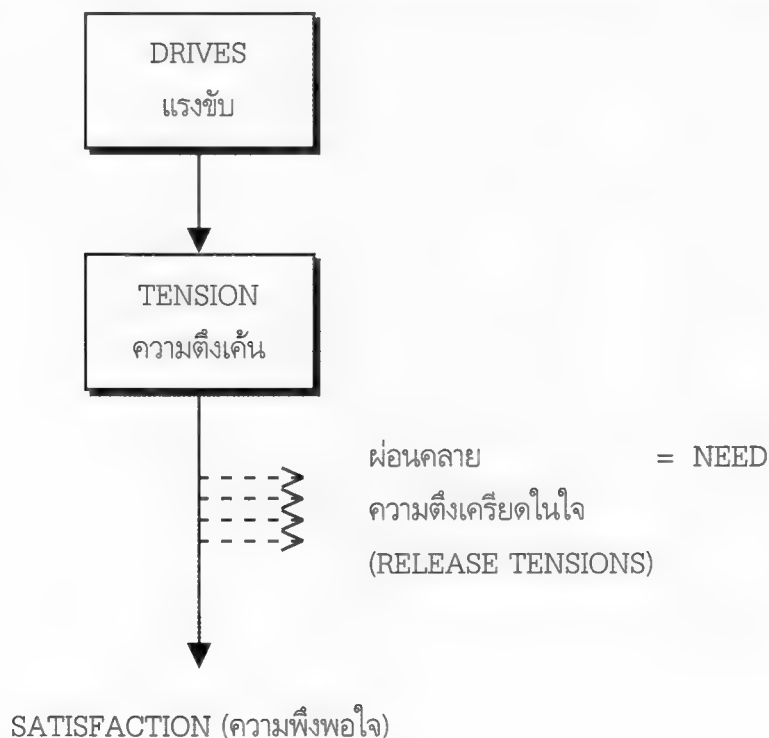 DRIVES
แรงขับ
TENSION
ความตึงเค้น
ผ่อนคลาย = NEED
ความตึงเครียดในใจ
(RELEASE TENSIONS)
SATISFACTION (ความพึงพอใจ)